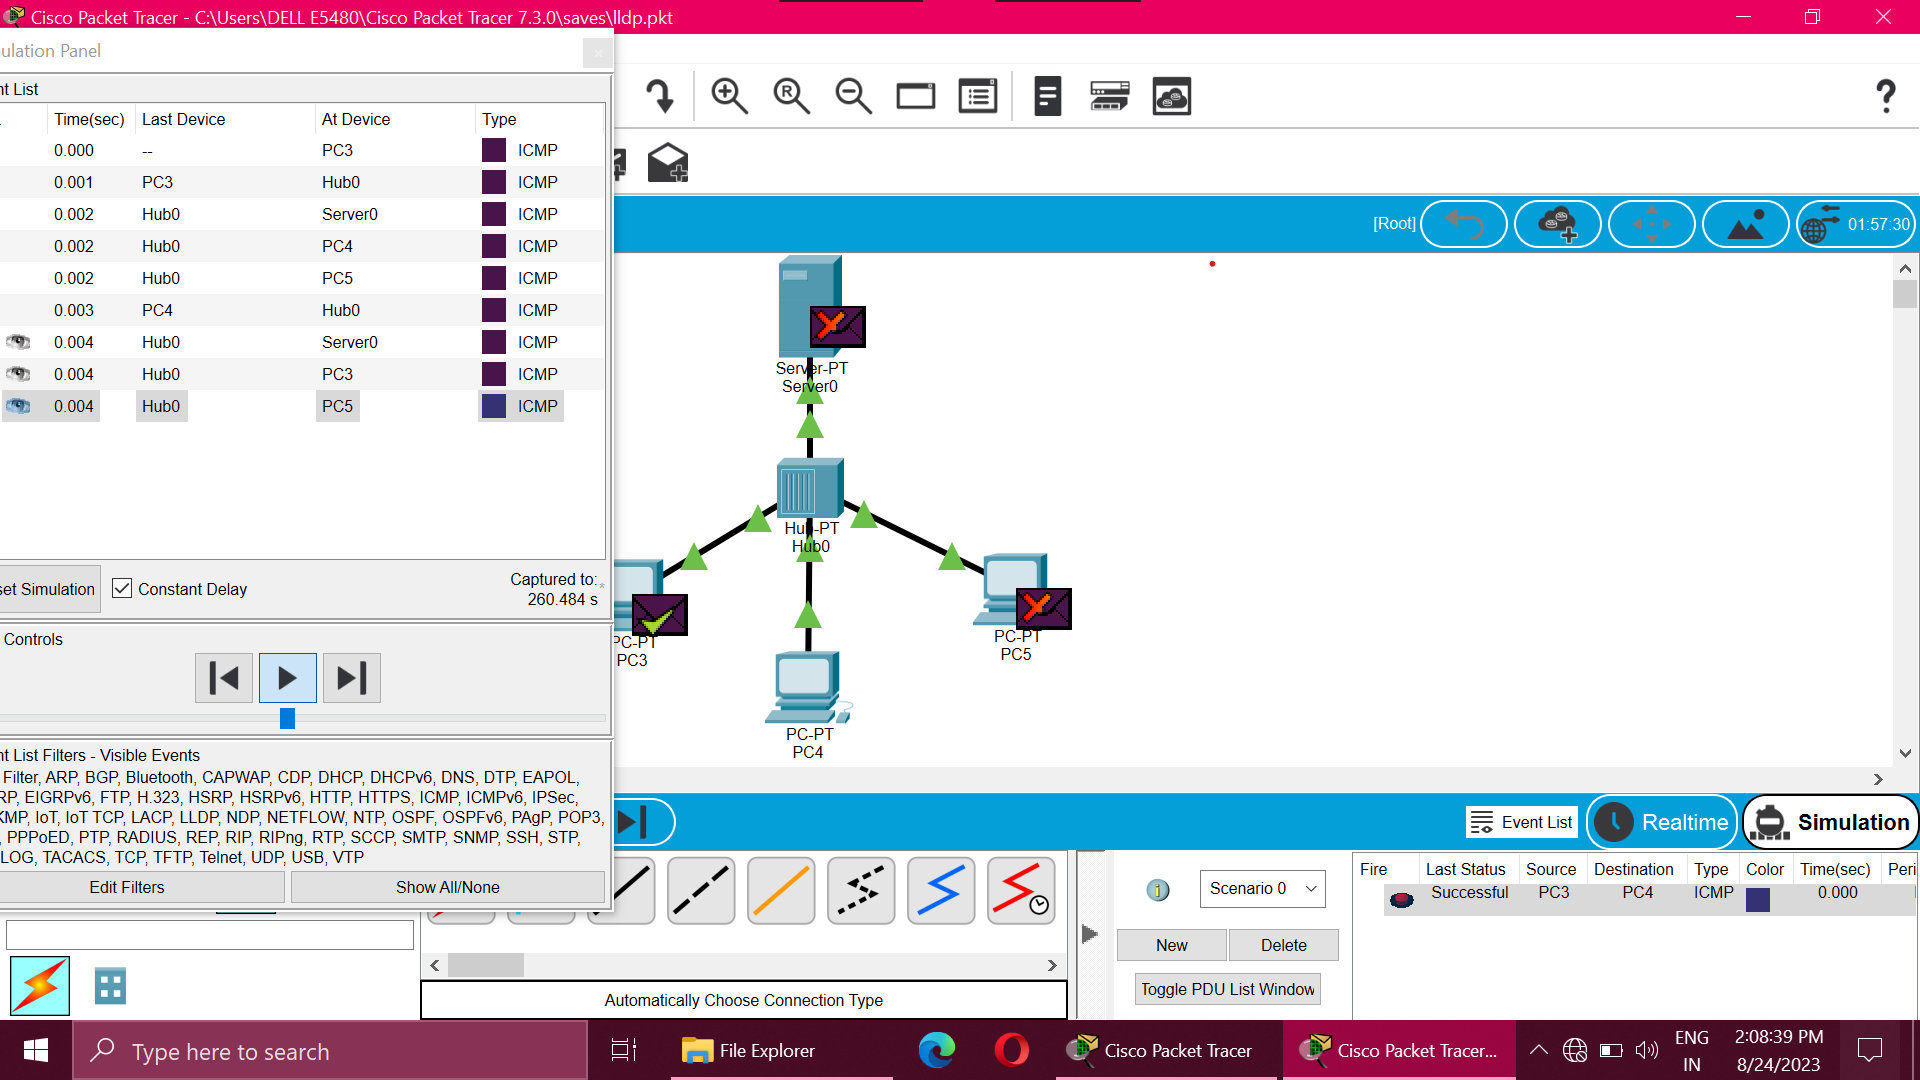 Cisco Packet Tracer - C:\Users\DELL E5480\Cisco Packet Tracer 7.3.0\saves\lldp.pkt
ulation Panel
nt List
Time(sec) Last Device At Device Type
0.000 -- PC3 ICMP
0.001 PC3 Hub0 ICMP
0.002 Hub0 Server0 ICMP
0.002 Hub0 PC4 ICMP
0.002 Hub0 PC5 ICMP
0.003 PC4 Hub0 ICMP
0.004 Hub0 Server0 ICMP
0.004 Hub0 PC3 ICMP
0.004 Hub0 PC5 ICMP
set Simulation Constant Delay
Captured to: *
260.484 s
Controls
nt List Filters - Visible Events
Filter, ARP, BGP, Bluetooth, CAPWAP, CDP, DHCP, DHCPv6, DNS, DTP, EAPOL,
RP, EIGRPv6, FTP, H.323, HSRP, HSRPv6, HTTP, HTTPS, ICMP, ICMPv6, IPSec,
KMP, IoT, IoT TCP, LACP, LLDP, NDP, NETFLOW, NTP, OSPF, OSPFv6, PAgP, POP3,
, PPPoED, PTP, RADIUS, REP, RIP, RIPng, RTP, SCCP, SMTP, SNMP, SSH, STP,
LOG, TACACS, TCP, TFTP, Telnet, UDP, USB, VTP
Edit Filters Show All/None
?
[Root] 01:57:30
Server-PT
Server0
Hub-PT
Hub0
PC-PT
PC3
PC-PT
PC4
PC-PT
PC5
Event List Realtime Simulation
Scenario 0
New Delete
Toggle PDU List Window
Fire Last Status Source Destination Type Color Time(sec) Peri
Successful PC3 PC4 ICMP 0.000
Automatically Choose Connection Type
Type here to search
File Explorer
Cisco Packet Tracer
Cisco Packet Tracer...
ENG
IN
2:08:39 PM
8/24/2023